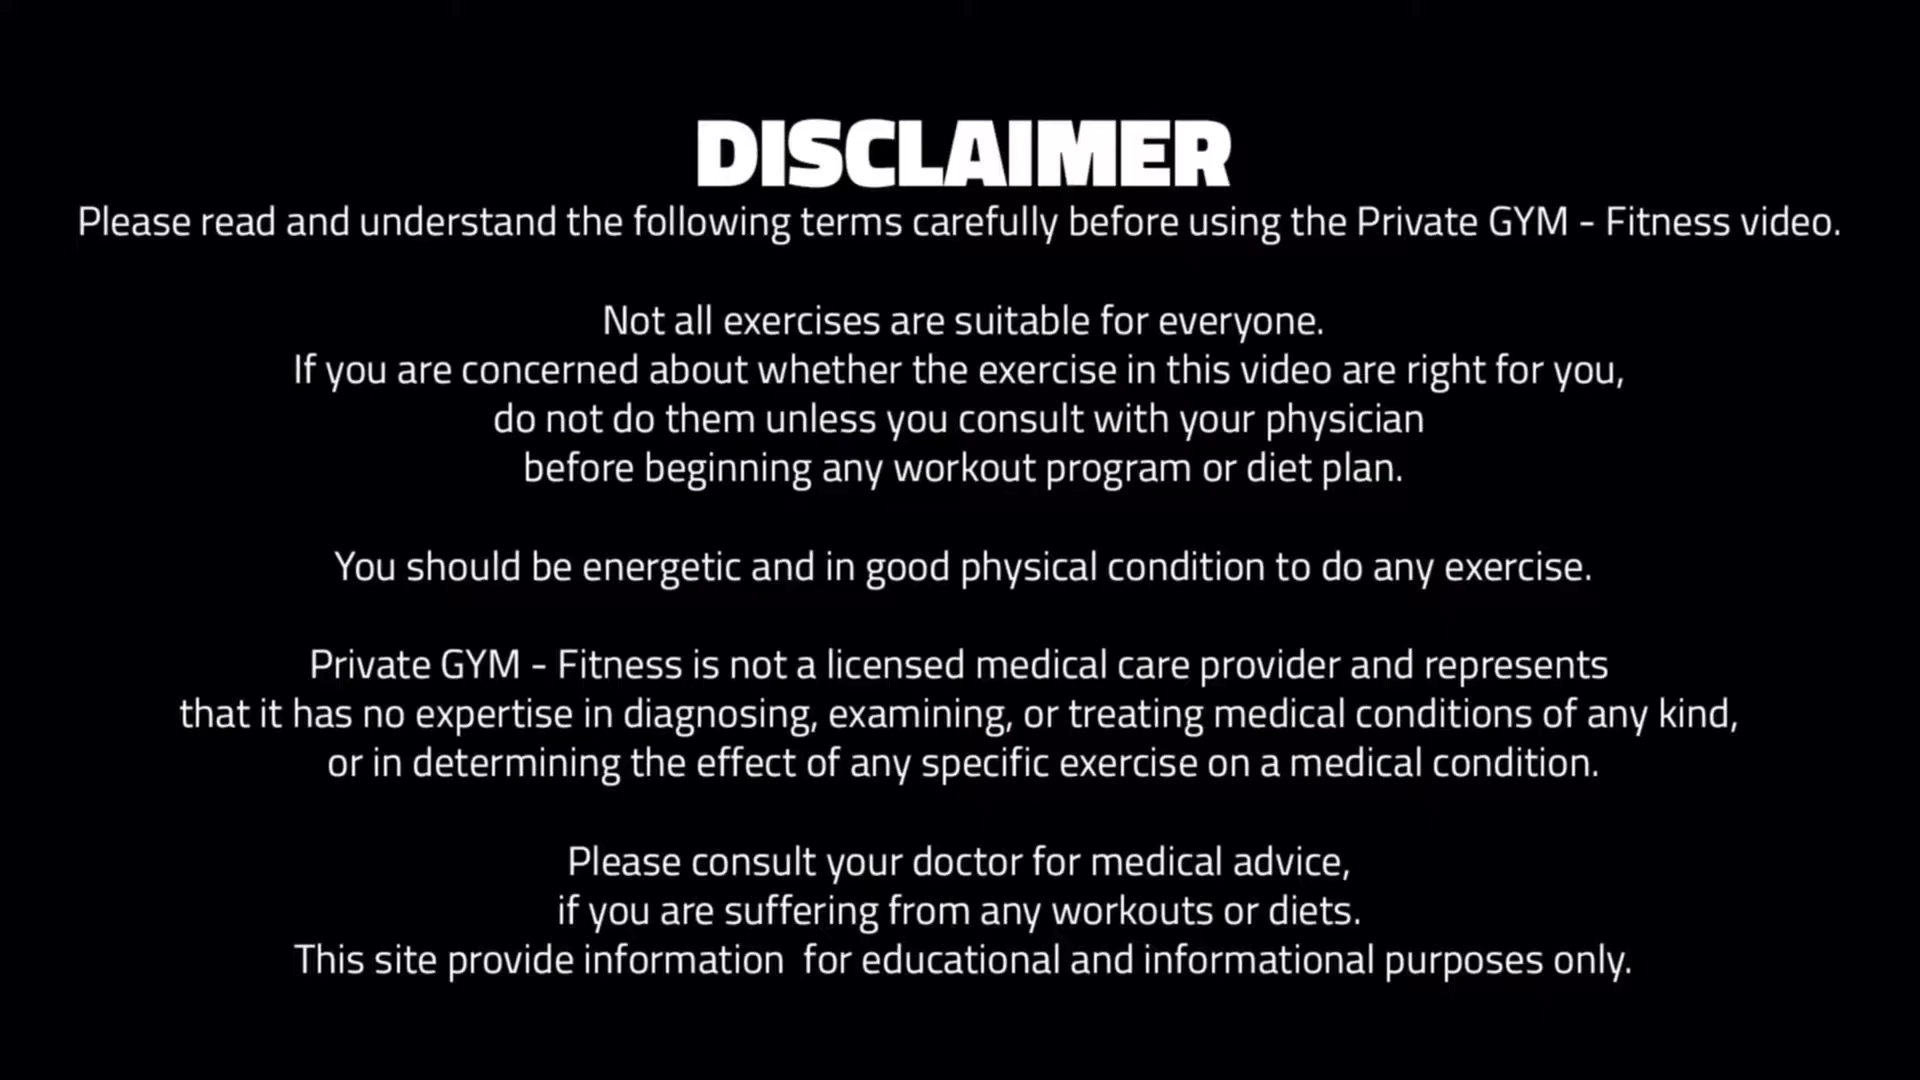 DISCLAIMER
Please read and understand the following terms carefully before using the Private GYM - Fitness video.
Not all exercises are suitable for everyone.
If you are concerned about whether the exercise in this video are right for you,
do not do them unless you consult with your physician
before beginning any workout program or diet plan.
You should be energetic and in good physical condition to do any exercise.
Private GYM - Fitness is not a licensed medical care provider and represents
that it has no expertise in diagnosing, examining, or treating medical conditions of any kind,
or in determining the effect of any specific exercise on a medical condition.
Please consult your doctor for medical advice,
if you are suffering from any workouts or diets.
This site provide information  for educational and informational purposes only.